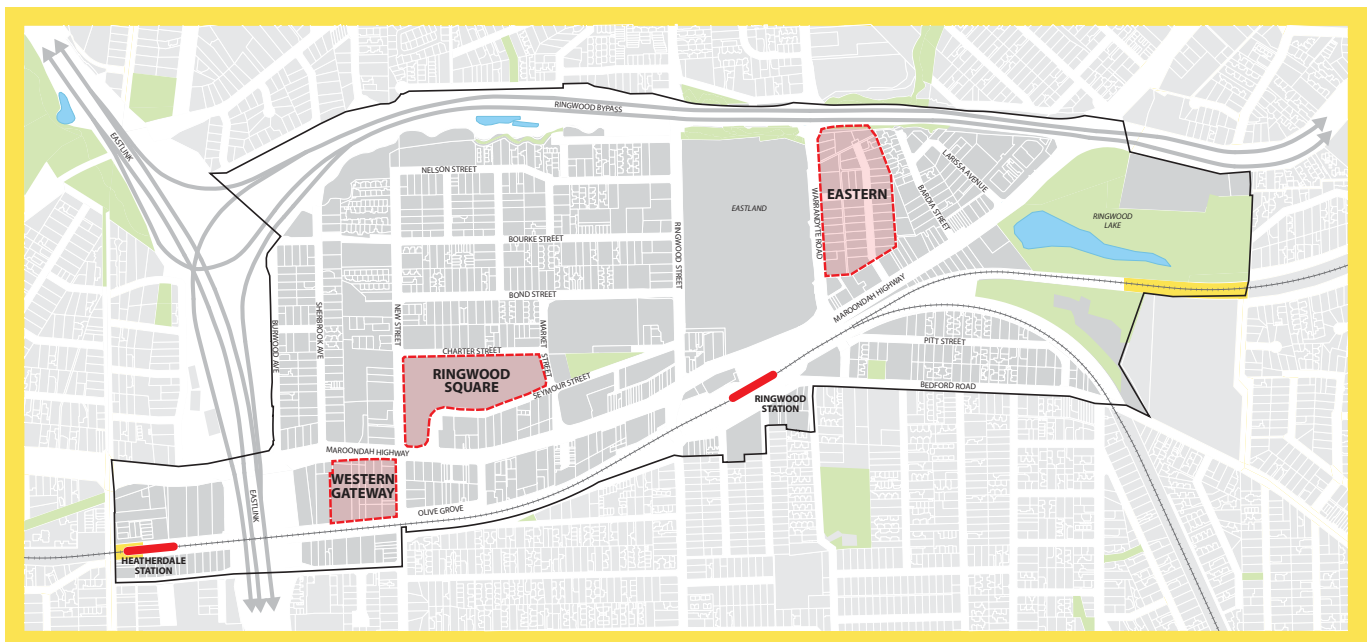 RINGWOOD BYPASS
EASTLINK
NELSON STREET
LARISSA AVENUE
EASTERN
BARDIA STREET
WARRANDYTE ROAD
EASTLAND
RINGWOOD
LAKE
RINGWOOD STREET
BOURKE STREET
BOND STREET
MAROONDAH HIGHWAY
BURWOOD AVE
SHERBROOK AVE
NEW STREET
MARKET STREET
CHARTER STREET
PITT STREET
RINGWOOD
SQUARE
SEYMOUR STREET
BEDFORD ROAD
RINGWOOD
STATION
MAROONDAH HIGHWAY
WESTERN
GATEWAY
EASTLINK
OLIVE GROVE
HEATHERDALE
STATION